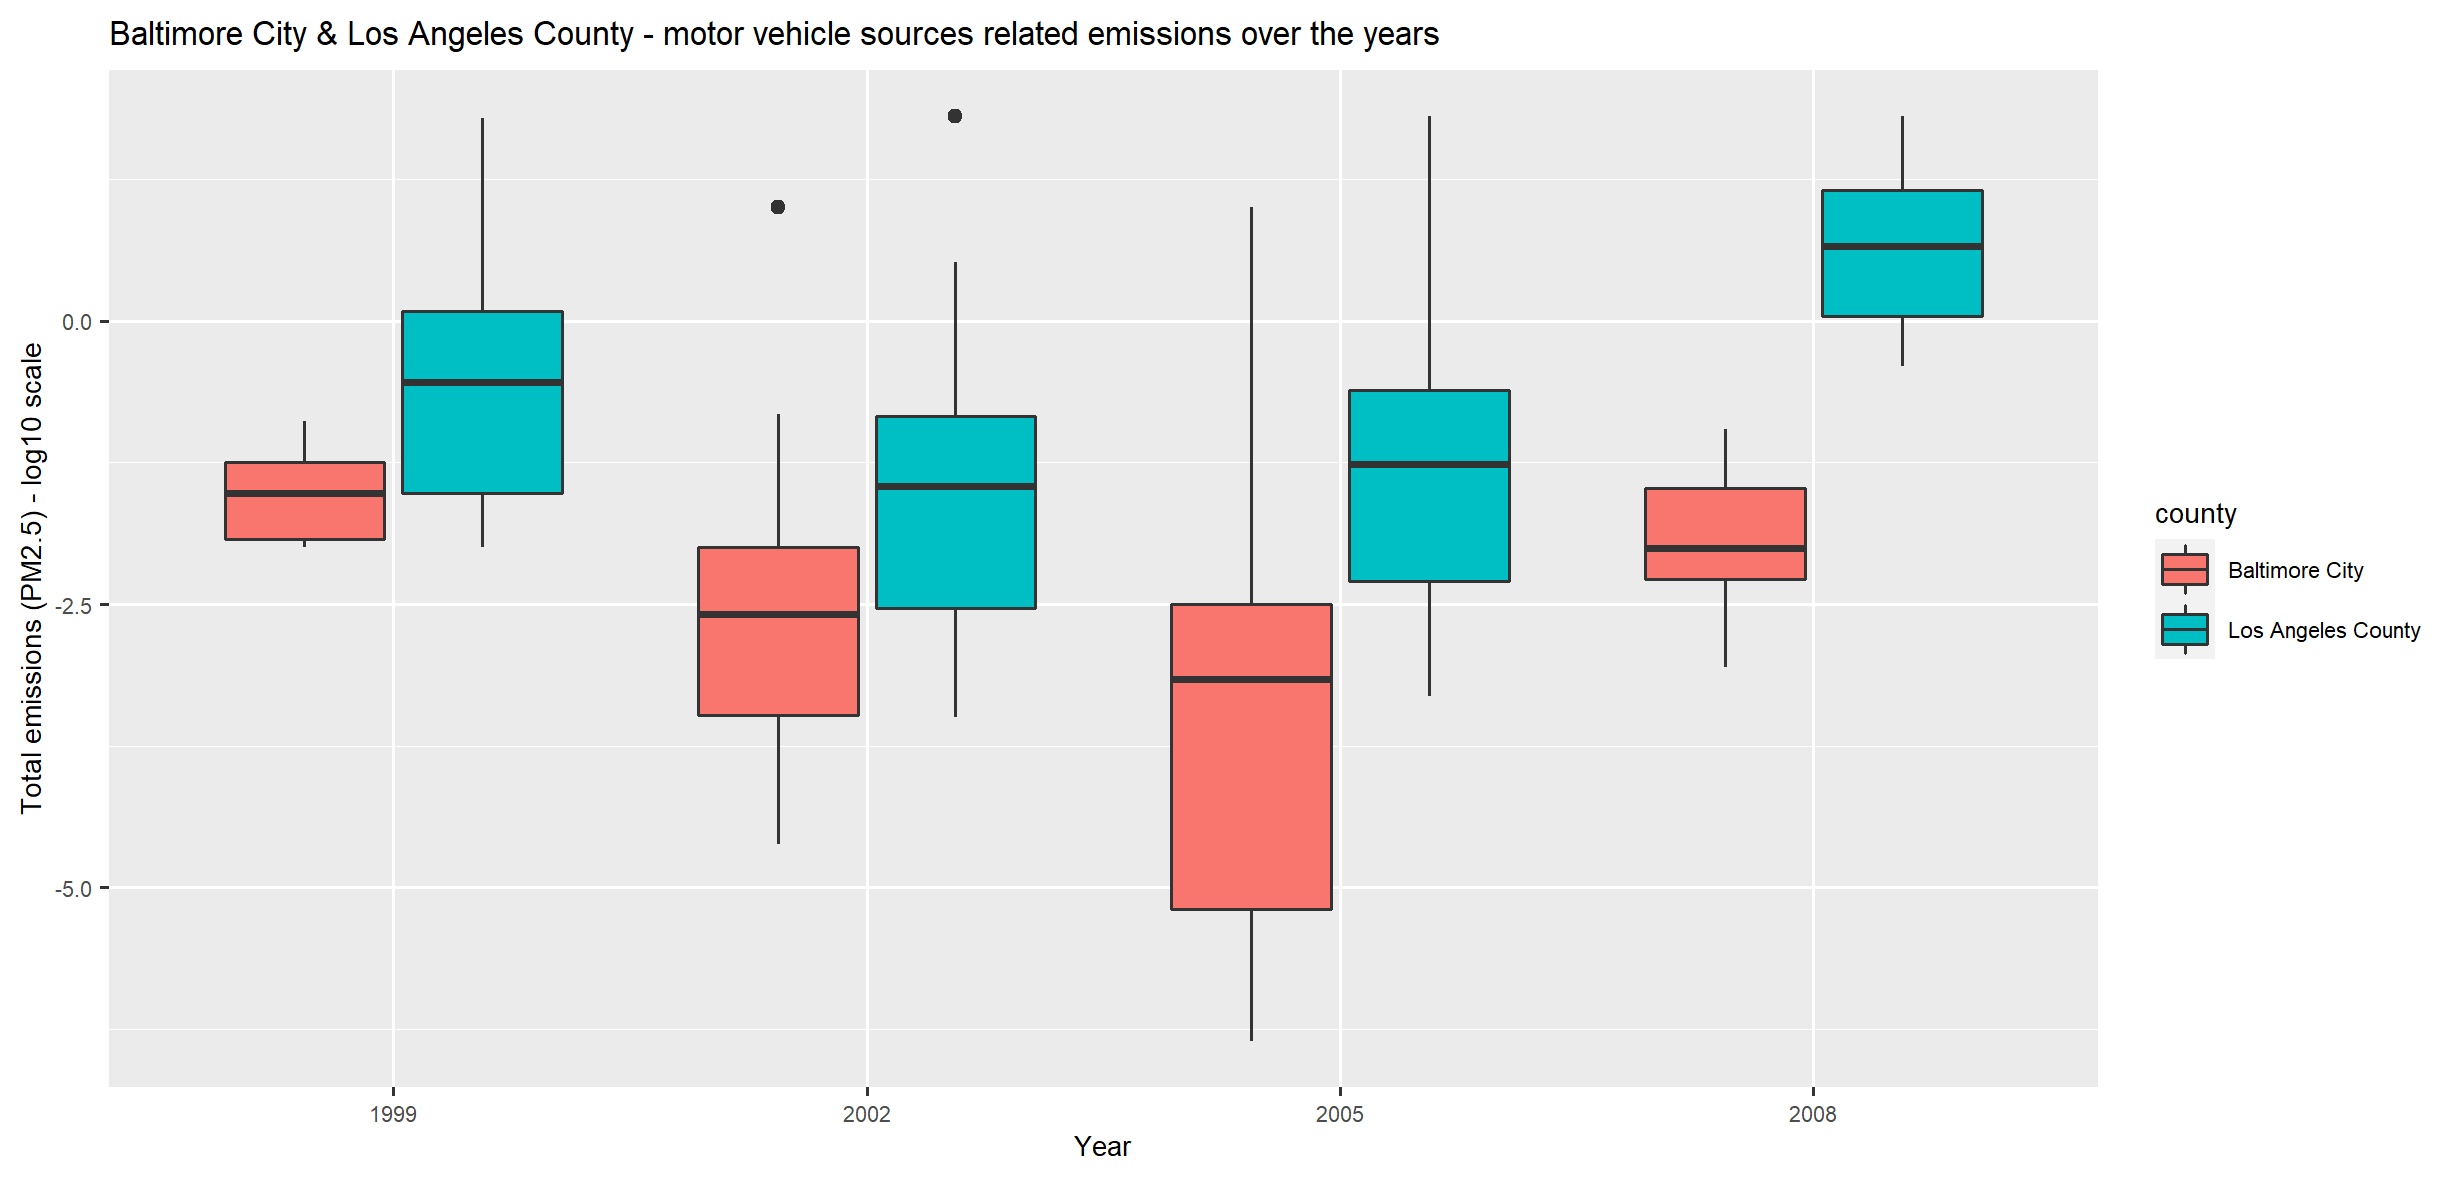 Baltimore City & Los Angeles County - motor vehicle sources related emissions over the years
Total emissions (PM2.5) - log10 scale
0.0
-2.5
-5.0
1999
2002
2005
2008
Year
county
Baltimore City
Los Angeles County